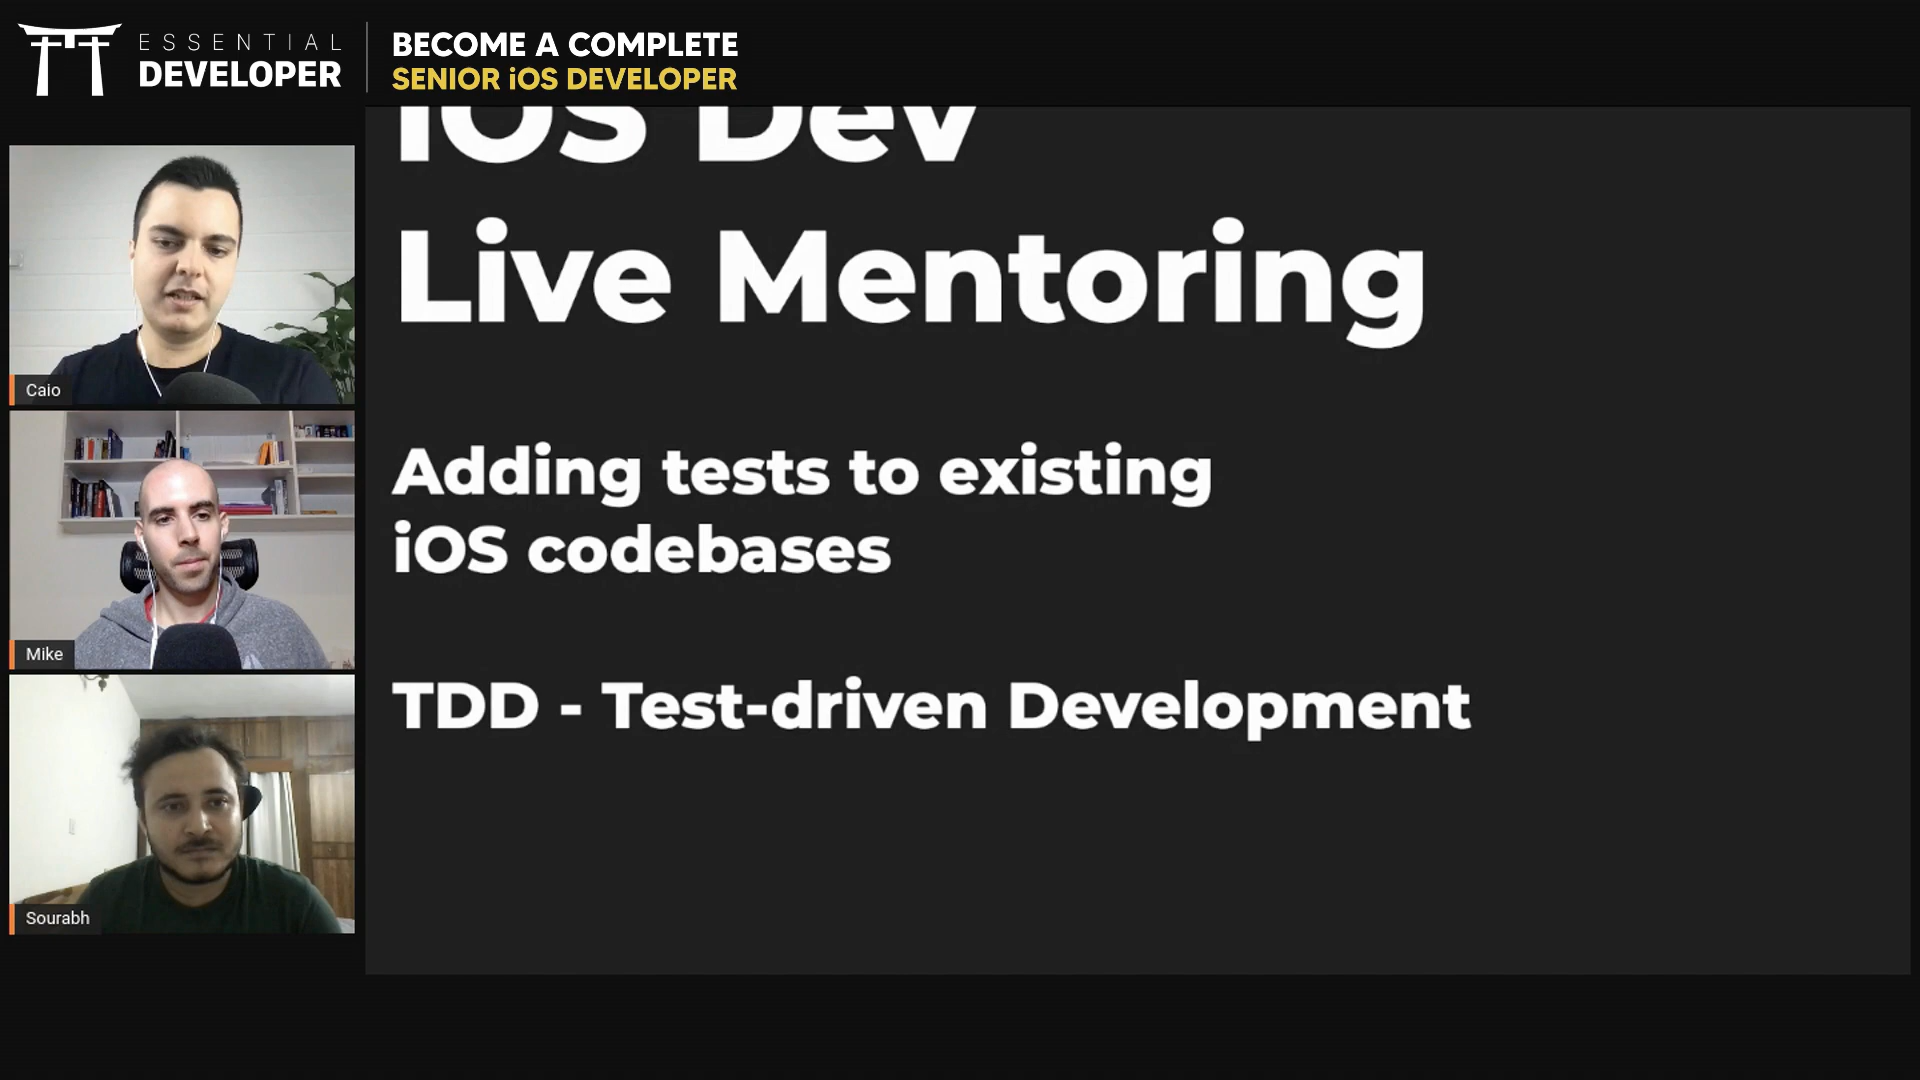 ESSENTIAL
DEVELOPER
BECOME A COMPLETE
SENIOR iOS DEVELOPER
iOS Dev
Live Mentoring
Adding tests to existing
iOS codebases
TDD - Test-driven Development
Caio
Mike
Sourabh